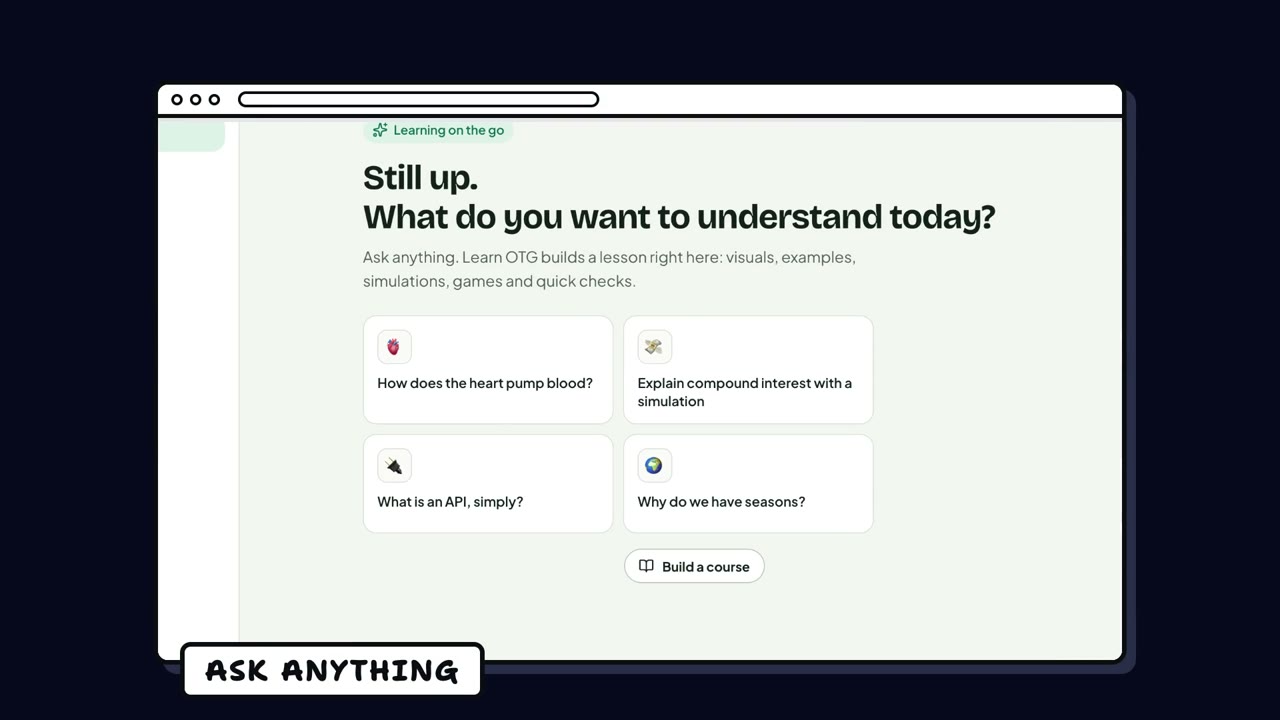 Learning on the go
Still up.
What do you want to understand today?
Ask anything. Learn OTG builds a lesson right here: visuals, examples,
simulations, games and quick checks.
How does the heart pump blood?
Explain compound interest with a
simulation
What is an API, simply?
Why do we have seasons?
Build a course
ASK ANYTHING